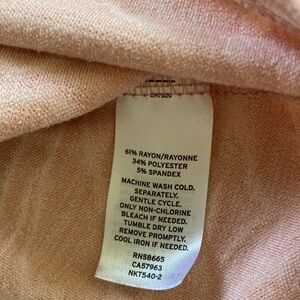 61% RAYON/RAYONNE
34% POLYESTER
5% SPANDEX
MACHINE WASH COLD.
SEPARATELY.
GENTLE CYCLE.
ONLY NON-CHLORINE
BLEACH IF NEEDED.
TUMBLE DRY LOW
REMOVE PROMPTLY.
COOL IRON IF NEEDED.
RN58665
CA57963
NKT540-2